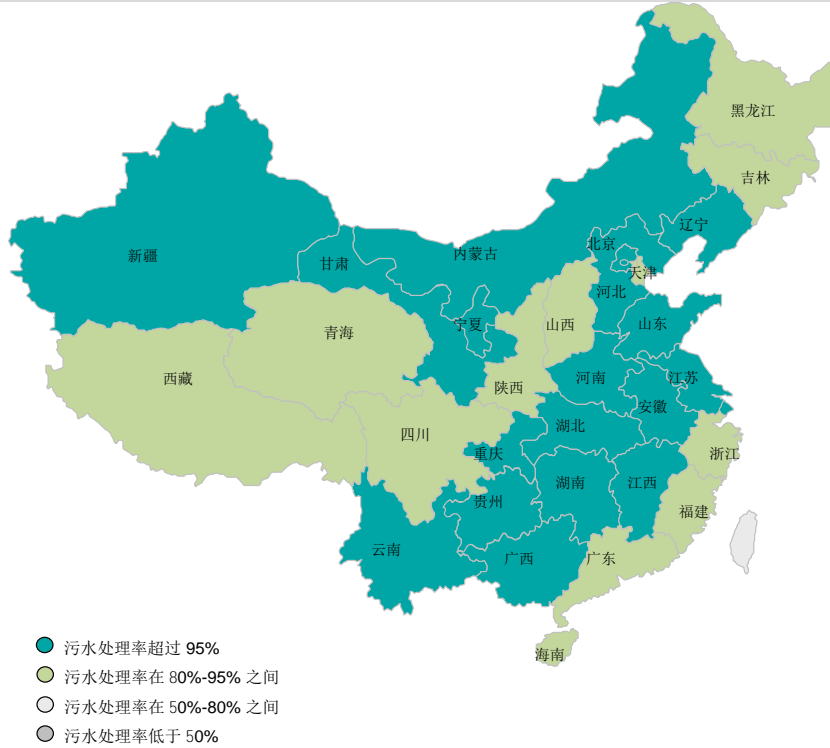 黑龙江
吉林
辽宁
北京
内蒙古
新疆
甘肃
天津
河北
宁夏
山西
山东
青海
西藏
陕西
河南
江苏
安徽
湖北
四川
重庆
浙江
湖南
江西
贵州
福建
云南
广西
广东
海南
污水处理率超过 95%
污水处理率在 80%-95% 之间
污水处理率在 50%-80% 之间
污水处理率低于 50%